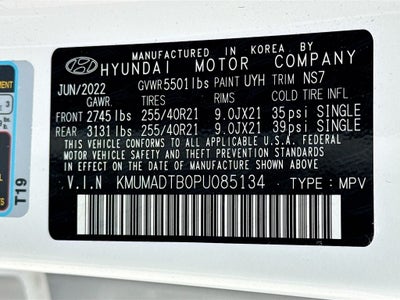 MANUFACTURED IN KOREA BY
HYUNDAI MOTOR COMPANY
JUN/2022 GVWR 5501lbs PAINT UYH TRIM NS7
GAWR. TIRES RIMS COLD TIRE INFL
FRONT 2745 lbs 255/40R21 9.0JX21 35psi SINGLE
REAR 3131 lbs 255/40R21 9.0JX21 39psi SINGLE
THIS VEHICLE CONFORMS TO ALL APPLICABLE U.S.A. FEDERAL
MOTOR VEHICLE SAFETY AND THEFT PREVENTION STANDARDS
IN EFFECT ON THE DATE OF MANUFACTURE SHOWN ABOVE
V.I.N KMUMADTB0PU085134 TYPE: MPV
T19
3